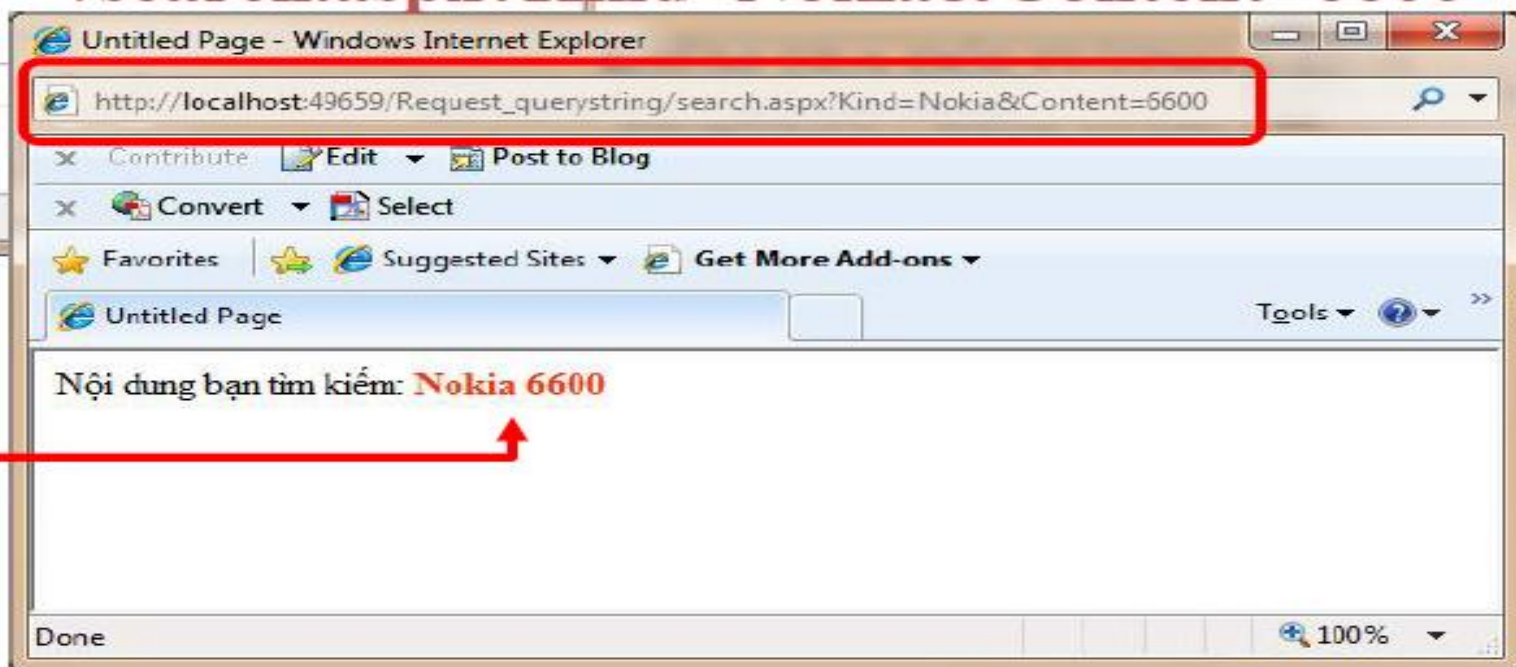 Untitled Page - Windows Internet Explorer
http://localhost:49659/Request_querystring/search.aspx?Kind=Nokia&Content=6600
x Contribute Edit Post to Blog
x Convert Select
Favorites Suggested Sites Get More Add-ons
Untitled Page Tools
Nội dung bạn tìm kiếm: Nokia 6600
Done 100%